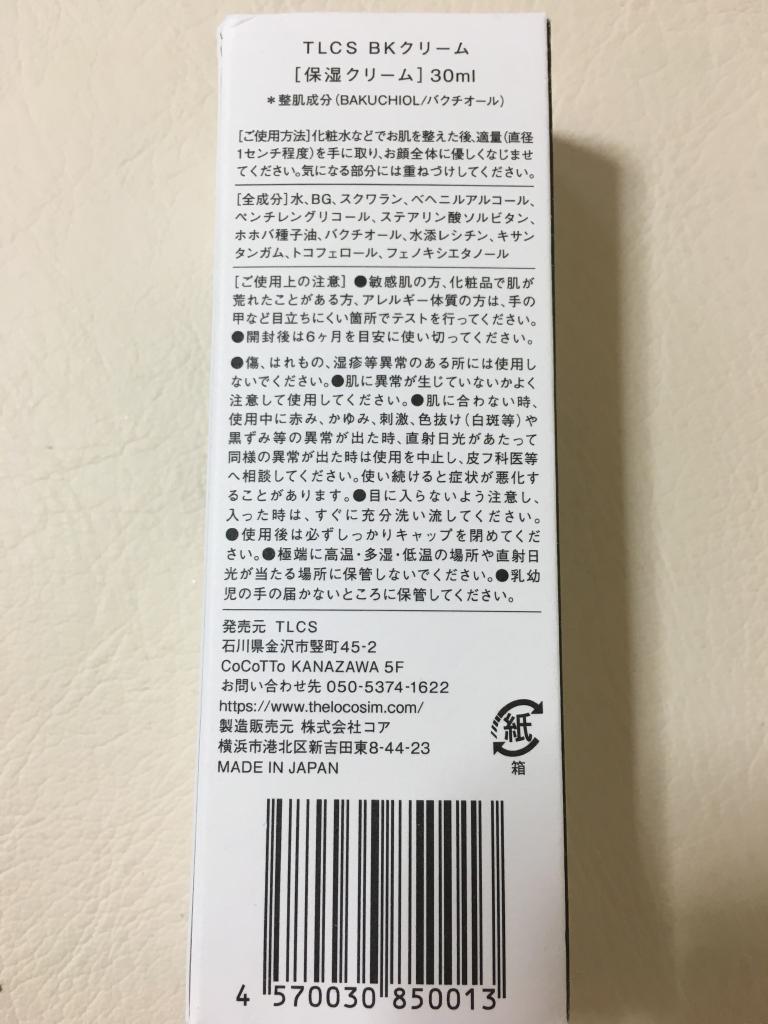 TLCS BKクリーム
[保湿クリーム] 30ml
＊整肌成分（BAKUCHIOL/バクチオール）
[ご使用方法]化粧水などでお肌を整えた後、適量（直径
1センチ程度）を手に取り、お顔全体に優しくなじませ
てください。気になる部分には重ねづけしてください。
[全成分]水、BG、スクワラン、ベヘニルアルコール、
ペンチレングリコール、ステアリン酸ソルビタン、
ホホバ種子油、バクチオール、水添レシチン、キサン
タンガム、トコフェロール、フェノキシエタノール
[ご使用上の注意] ●敏感肌の方、化粧品で肌が
荒れたことがある方、アレルギー体質の方は、手の
甲など目立ちにくい箇所でテストを行ってください。
●開封後は6ヶ月を目安に使い切ってください。
●傷、はれもの、湿疹等異常のある所には使用し
ないでください。●肌に異常が生じていないかよく
注意して使用してください。●肌に合わない時、
使用中に赤み、かゆみ、刺激、色抜け（白斑等）や
黒ずみ等の異常が出た時、直射日光があたって
同様の異常が出た時は使用を中止し、皮フ科医等
へ相談してください。使い続けると症状が悪化す
ることがあります。●目に入らないよう注意し、
入った時は、すぐに充分洗い流してください。
●使用後は必ずしっかりキャップを閉めてくだ
さい。●極端に高温・多湿・低温の場所や直射日
光が当たる場所に保管しないでください。●乳幼
児の手の届かないところに保管してください。
発売元 TLCS
石川県金沢市竪町45-2
CoCoTTo KANAZAWA 5F
お問い合わせ先 050-5374-1622
https://www.thelocosim.com/
製造販売元 株式会社コア
横浜市港北区新吉田東8-44-23
MADE IN JAPAN
紙
箱
4 570030 850013